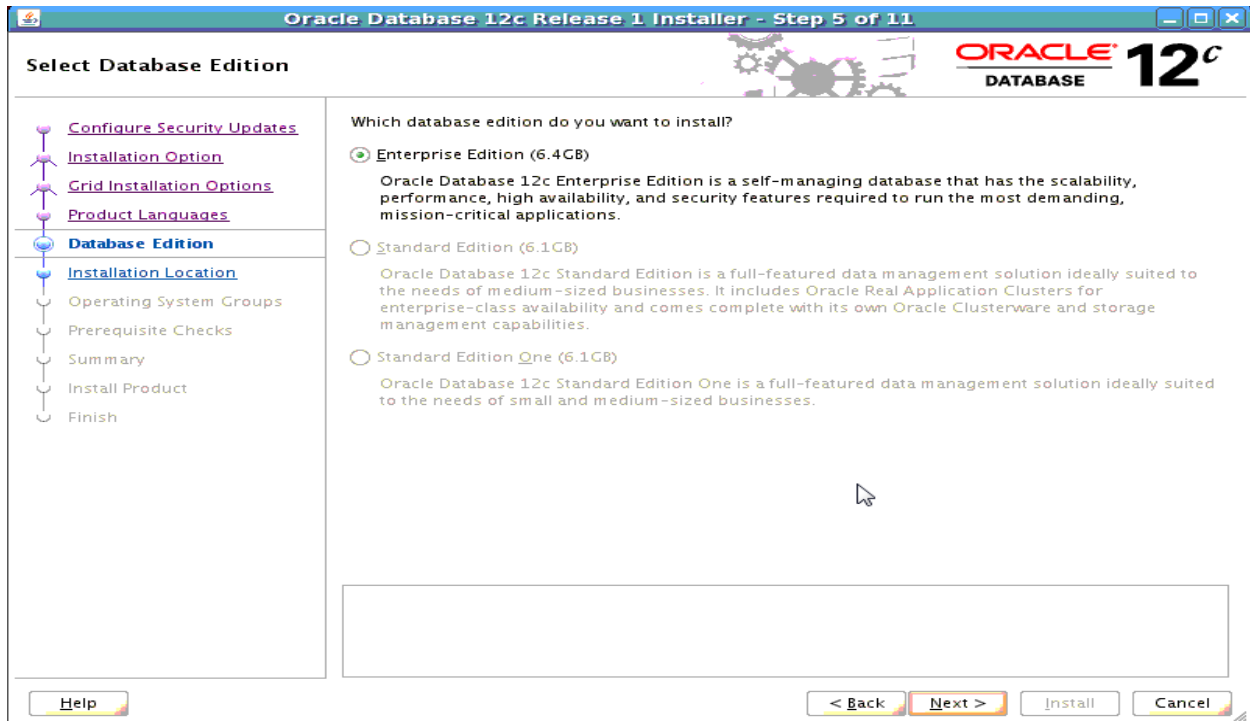 Oracle Database 12c Release 1 Installer - Step 5 of 11
Select Database Edition
ORACLE DATABASE 12c
Configure Security Updates
Installation Option
Grid Installation Options
Product Languages
Database Edition
Installation Location
Operating System Groups
Prerequisite Checks
Summary
Install Product
Finish
Which database edition do you want to install?
Enterprise Edition (6.4GB)
Oracle Database 12c Enterprise Edition is a self-managing database that has the scalability,
performance, high availability, and security features required to run the most demanding,
mission-critical applications.
Standard Edition (6.1GB)
Oracle Database 12c Standard Edition is a full-featured data management solution ideally suited to
the needs of medium-sized businesses. It includes Oracle Real Application Clusters for
enterprise-class availability and comes complete with its own Oracle Clusterware and storage
management capabilities.
Standard Edition One (6.1GB)
Oracle Database 12c Standard Edition One is a full-featured data management solution ideally suited
to the needs of small and medium-sized businesses.
Help
< Back
Next >
Install
Cancel